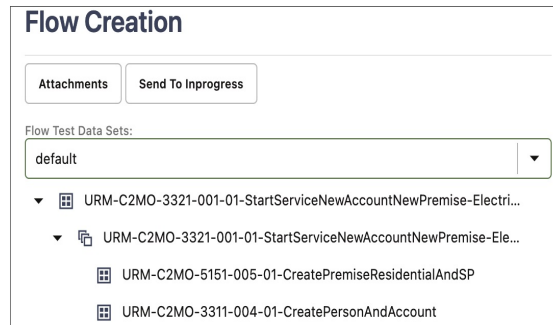 Flow Creation
Attachments
Send To Inprogress
Flow Test Data Sets:
default
URM-C2MO-3321-001-01-StartServiceNewAccountNewPremise-Electri...
URM-C2MO-3321-001-01-StartServiceNewAccountNewPremise-Ele...
URM-C2MO-5151-005-01-CreatePremiseResidentialAndSP
URM-C2MO-3311-004-01-CreatePersonAndAccount